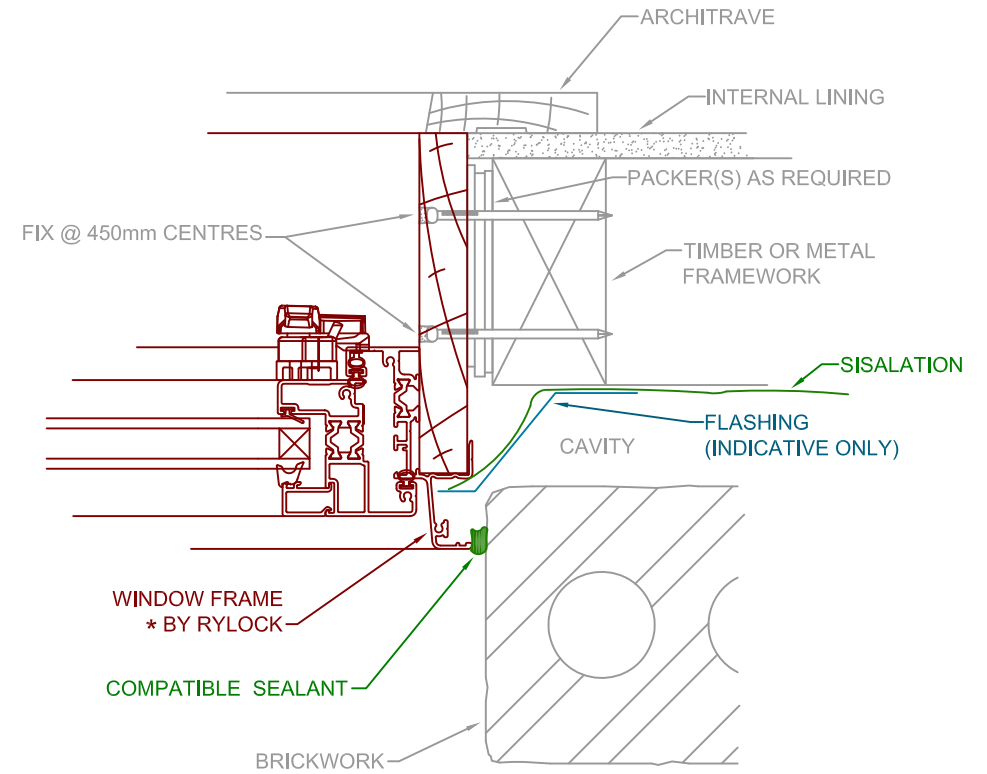 ARCHITRAVE
INTERNAL LINING
PACKER(S) AS REQUIRED
FIX @ 450mm CENTRES
TIMBER OR METAL
FRAMEWORK
SISALATION
FLASHING
(INDICATIVE ONLY)
CAVITY
WINDOW FRAME
* BY RYLOCK
COMPATIBLE SEALANT
BRICKWORK